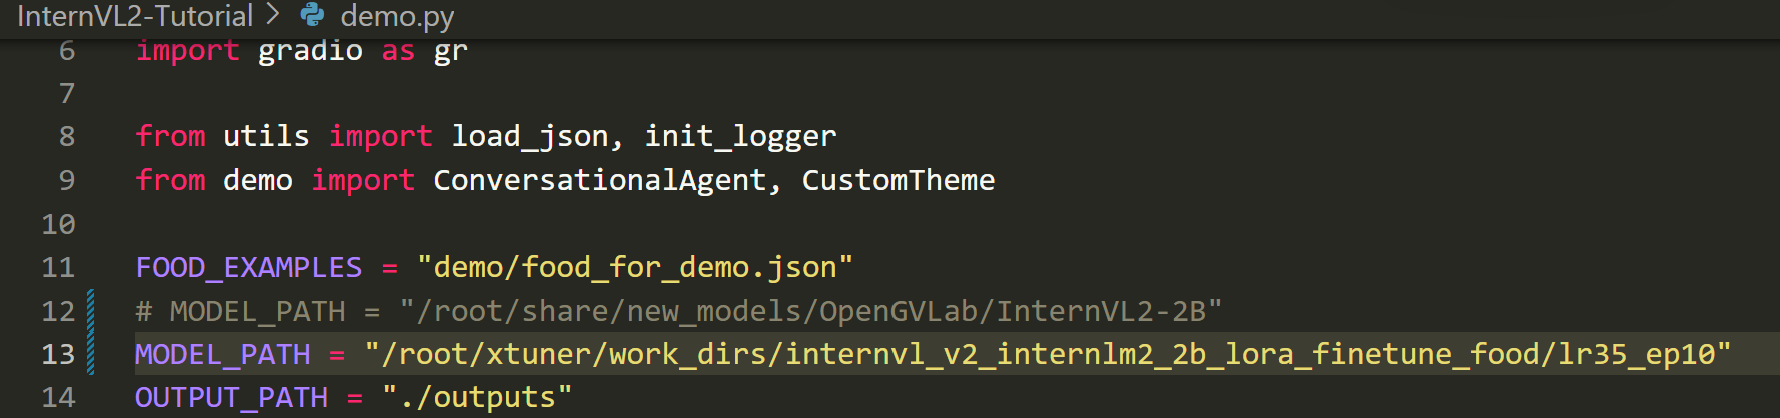 InternVL2-Tutorial > demo.py
6 import gradio as gr
7
8 from utils import load_json, init_logger
9 from demo import ConversationalAgent, CustomTheme
10
11 FOOD_EXAMPLES = "demo/food_for_demo.json"
12 # MODEL_PATH = "/root/share/new_models/OpenGVLab/InternVL2-2B"
13 MODEL_PATH = "/root/xtuner/work_dirs/internvl_v2_internlm2_2b_lora_finetune_food/lr35_ep10"
14 OUTPUT_PATH = "./outputs"